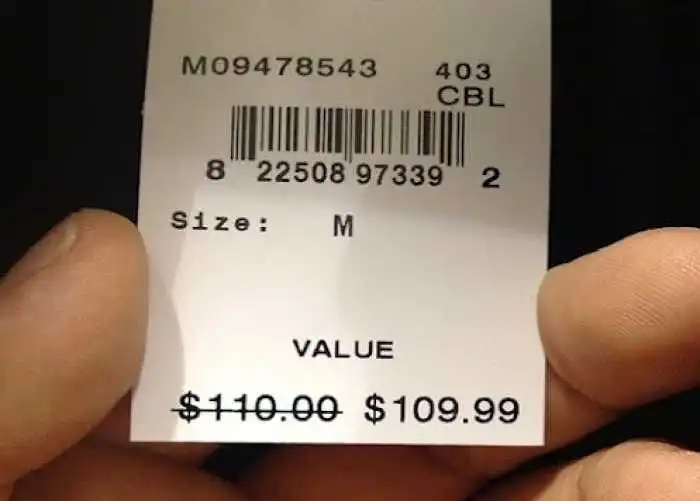 M09478543 403
CBL
8 22508 97339 2
Size: M
VALUE
$110.00 $109.99